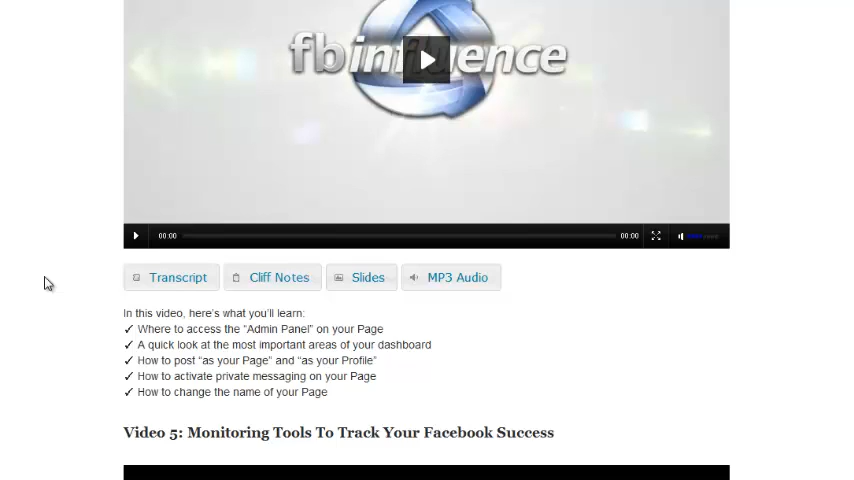 fbinfluence
00:00
00:00
Transcript
Cliff Notes
Slides
MP3 Audio
In this video, here's what you'll learn:
✓ Where to access the “Admin Panel” on your Page
✓ A quick look at the most important areas of your dashboard
✓ How to post “as your Page” and “as your Profile”
✓ How to activate private messaging on your Page
✓ How to change the name of your Page
Video 5: Monitoring Tools To Track Your Facebook Success